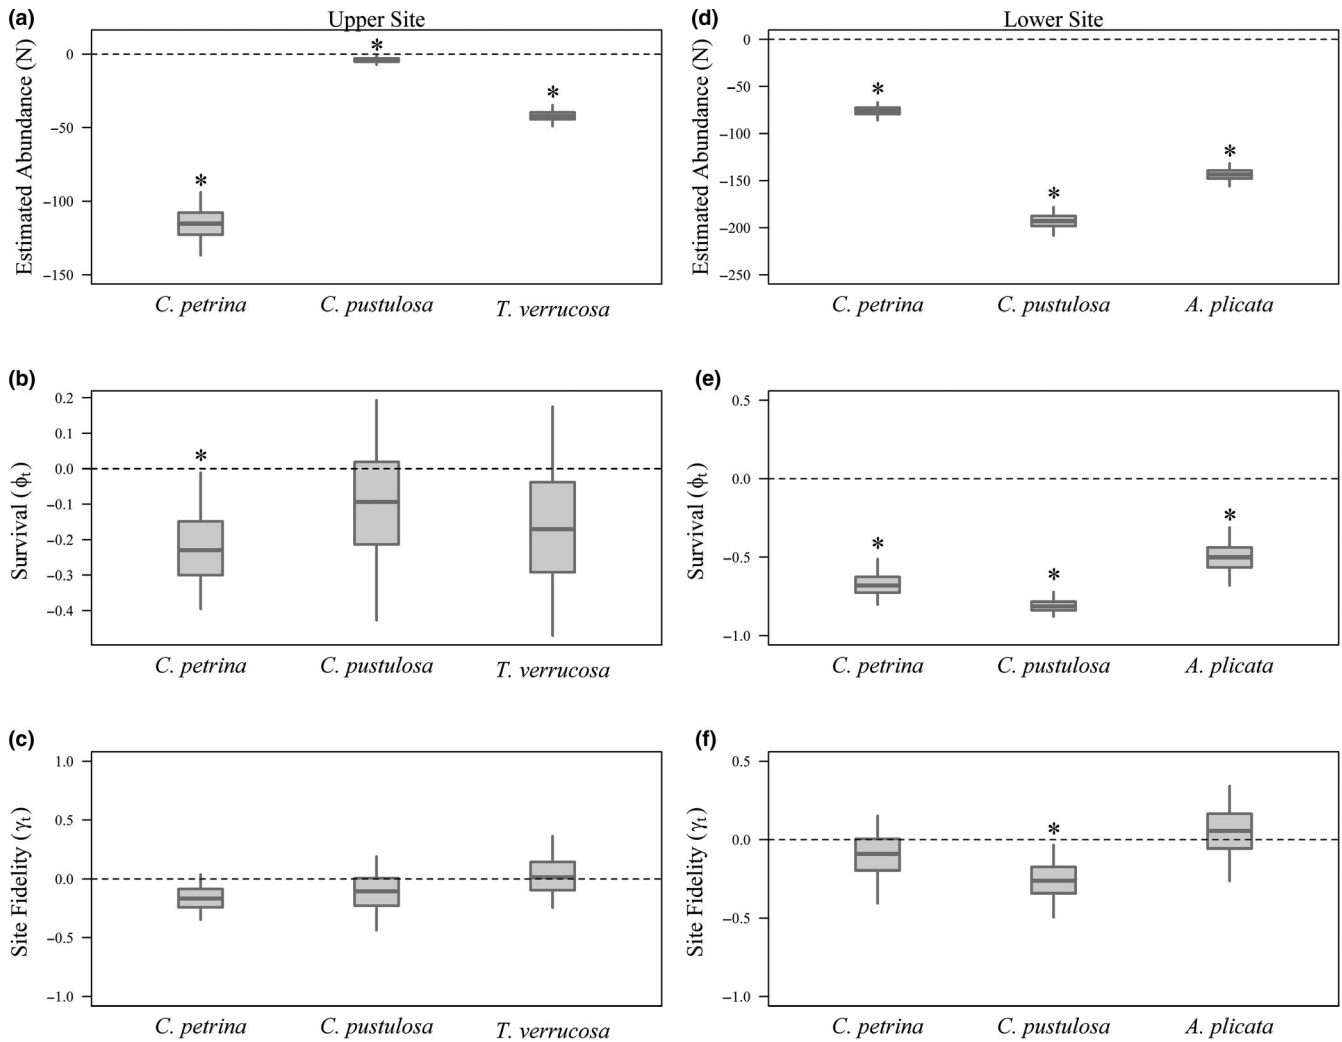 (a)
Upper Site
Estimated Abundance (N)
0
−50
−100
−150
*
*
*
C. petrina
C. pustulosa
T. verrucosa
(d)
Lower Site
Estimated Abundance (N)
0
−50
−100
−150
−200
−250
*
*
*
C. petrina
C. pustulosa
A. plicata
(b)
Survival (ϕt)
0.2
0.1
0.0
−0.1
−0.2
−0.3
−0.4
*
C. petrina
C. pustulosa
T. verrucosa
(e)
Survival (ϕt)
0.5
0.0
−0.5
−1.0
*
*
*
C. petrina
C. pustulosa
A. plicata
(c)
Site Fidelity (γt)
1.0
0.5
0.0
−0.5
−1.0
C. petrina
C. pustulosa
T. verrucosa
(f)
Site Fidelity (γt)
0.5
0.0
−0.5
−1.0
*
C. petrina
C. pustulosa
A. plicata